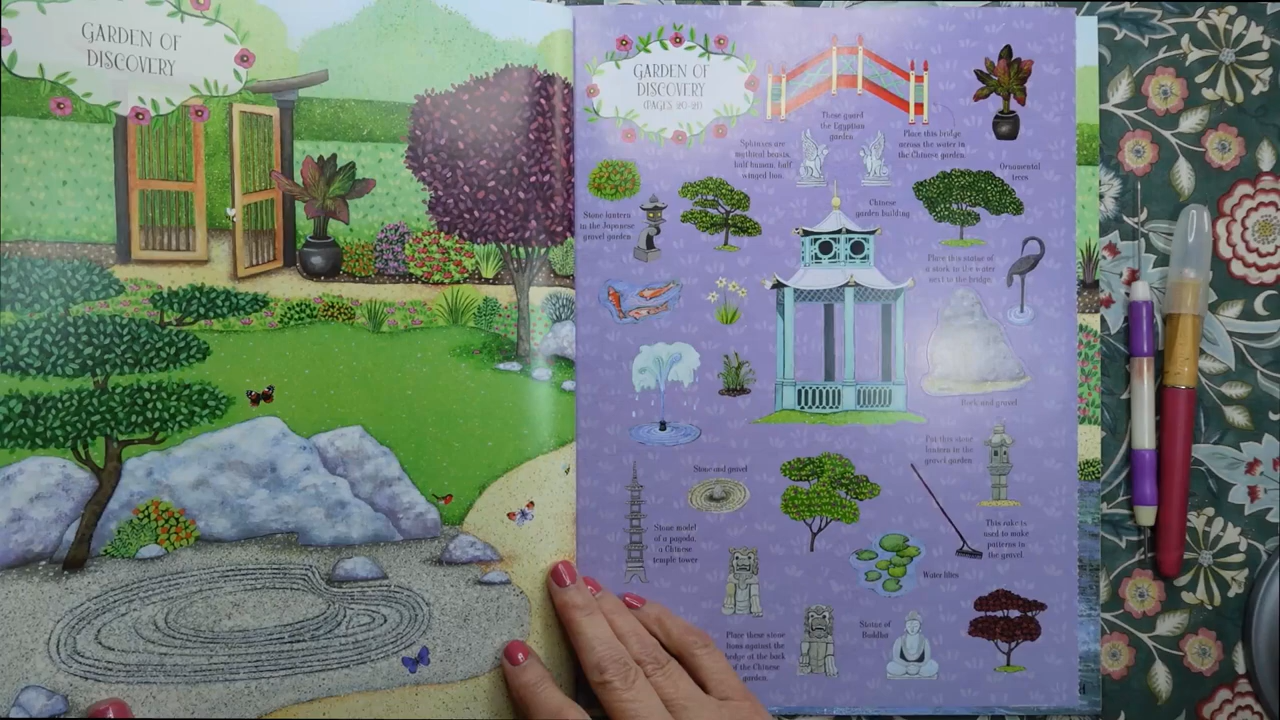 GARDEN OF
DISCOVERY
GARDEN OF
DISCOVERY
(PAGES 20-21)
These guard
the Egyptian
garden
Place this bridge
across the water in
the Chinese garden.
Sphinxes are
mythical beasts,
half human, half
winged lion.
Ornamental
trees
Stone lantern
in the Japanese
gravel garden
Chinese
garden building
Place this statue of
a stork in the water
next to the bridge.
Rock and gravel
Put this stone
lantern in the
gravel garden
Stone and gravel
Stone model
of a pagoda,
a Chinese
temple tower
This rake is
used to make
patterns in
the gravel.
Water lilies
Statue of
Buddha
Place these stone
lions against the
hedge at the back
of the Chinese
garden.